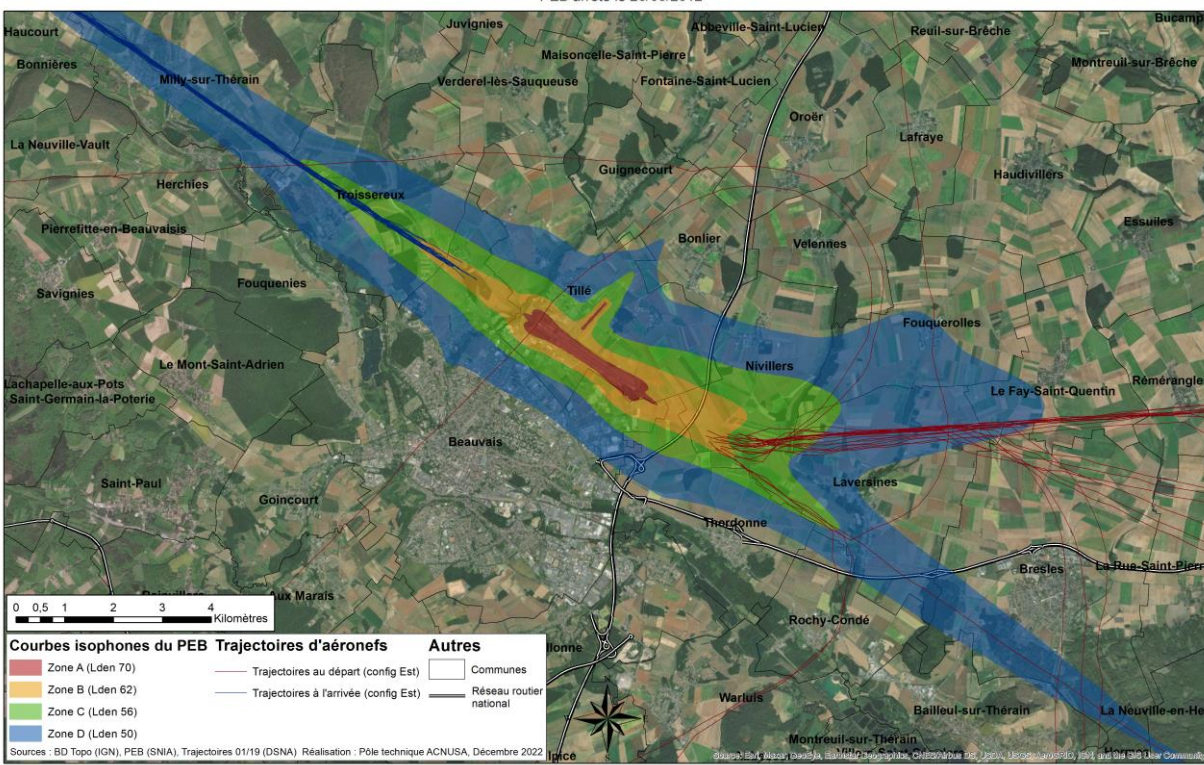 Haucourt
Juvignies
Abbeville-Saint-Lucien
Reuil-sur-Brêche
Bucamp
Bonnières
Milly-sur-Thérain
Maisoncelle-Saint-Pierre
Verderel-lès-Sauqueuse
Fontaine-Saint-Lucien
Montreuil-sur-Brêche
Oroër
Lafraye
La Neuville-Vault
Guignecourt
Haudivillers
Herchies
Troissereux
Essuiles
Pierrefitte-en-Beauvaisis
Bonlier
Velennes
Savignies
Fouquenies
Tillé
Fouquerolles
Le Mont-Saint-Adrien
Nivillers
Lachapelle-aux-Pots
Le Fay-Saint-Quentin
Rémérangle
Saint-Germain-la-Poterie
Beauvais
Saint-Paul
Laversines
Goincourt
Therdonne
Bresles
La Rue-Saint-Pierr
Aux Marais
0 0,5 1 2 3 4
Kilomètres
Rochy-Condé
llonne
Warluis
Bailleul-sur-Thérain
La Neuville-en-He
Montreuil-sur-Thérain
Courbes isophones du PEB
Zone A (Lden 70)
Zone B (Lden 62)
Zone C (Lden 56)
Zone D (Lden 50)
Trajectoires d'aéronefs
Trajectoires au départ (config Est)
Trajectoires à l'arrivée (config Est)
Autres
Communes
Réseau routier
national
Sources : BD Topo (IGN), PEB (SNIA), Trajectoires 01/19 (DSNA) Réalisation : Pôle technique ACNUSA, Décembre 2022